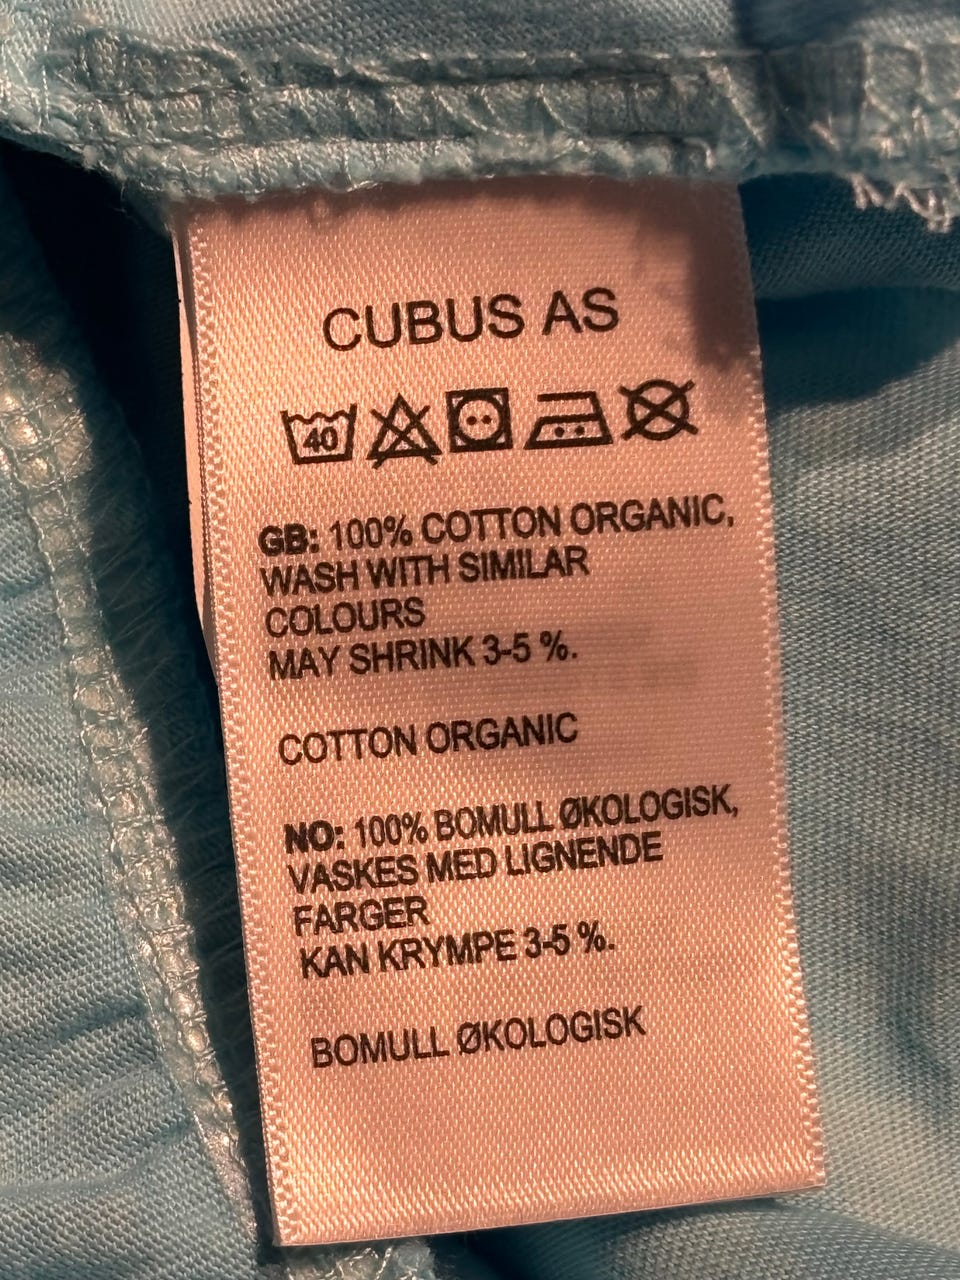 CUBUS AS
40
GB: 100% COTTON ORGANIC,
WASH WITH SIMILAR
COLOURS
MAY SHRINK 3-5 %.
COTTON ORGANIC
NO: 100% BOMULL ØKOLOGISK,
VASKES MED LIGNENDE
FARGER
KAN KRYMPE 3-5 %.
BOMULL ØKOLOGISK